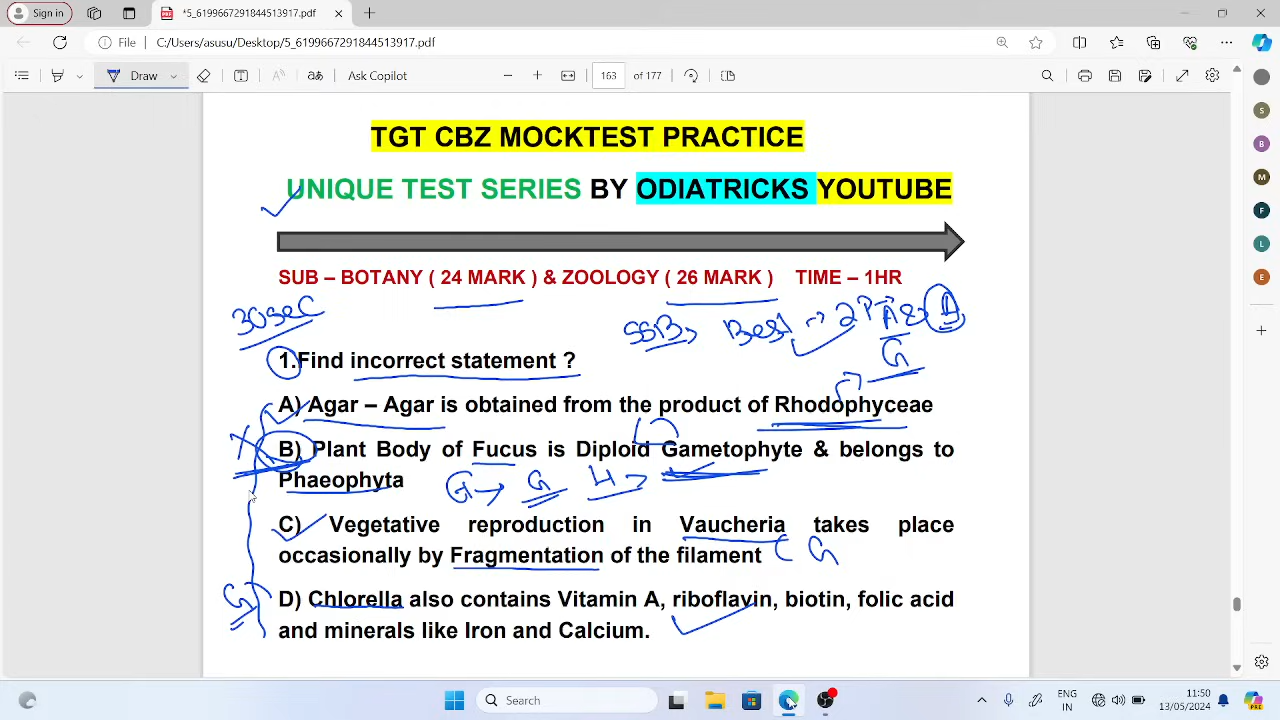 Sign in
*5_6199667291844513917.pdf
File
C:/Users/asusu/Desktop/5_6199667291844513917.pdf
Draw
Ask Copilot
163 of 177
TGT CBZ MOCKTEST PRACTICE
UNIQUE TEST SERIES BY ODIATRICKS YOUTUBE
SUB – BOTANY ( 24 MARK ) & ZOOLOGY ( 26 MARK ) TIME – 1HR
30sec
SSB, Best
G
1.Find incorrect statement ?
A) Agar – Agar is obtained from the product of Rhodophyceae
B) Plant Body of Fucus is Diploid Gametophyte & belongs to
Phaeophyta
G → G H
C) Vegetative reproduction in Vaucheria takes place
occasionally by Fragmentation of the filament
G
D) Chlorella also contains Vitamin A, riboflavin, biotin, folic acid
and minerals like Iron and Calcium.
Search
ENG
IN
11:50
13/05/2024